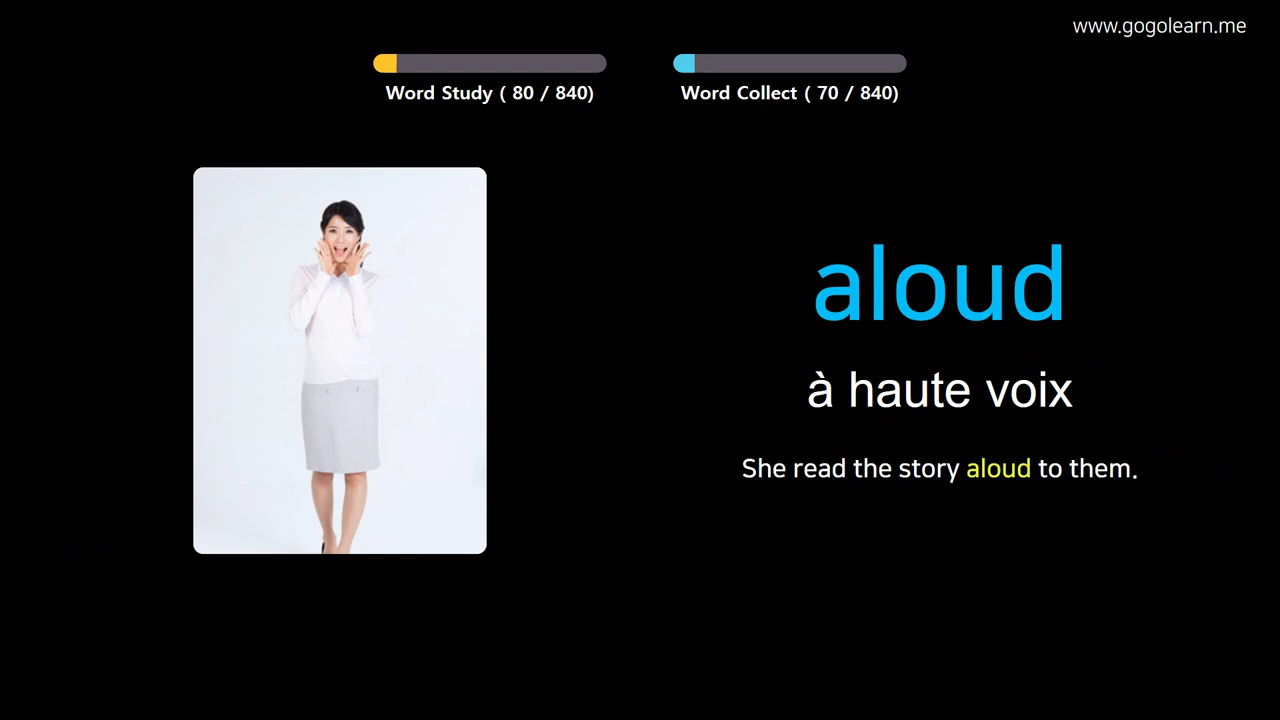 www.gogolearn.me
Word Study ( 80 / 840)
Word Collect ( 70 / 840)
aloud
à haute voix
She read the story aloud to them.